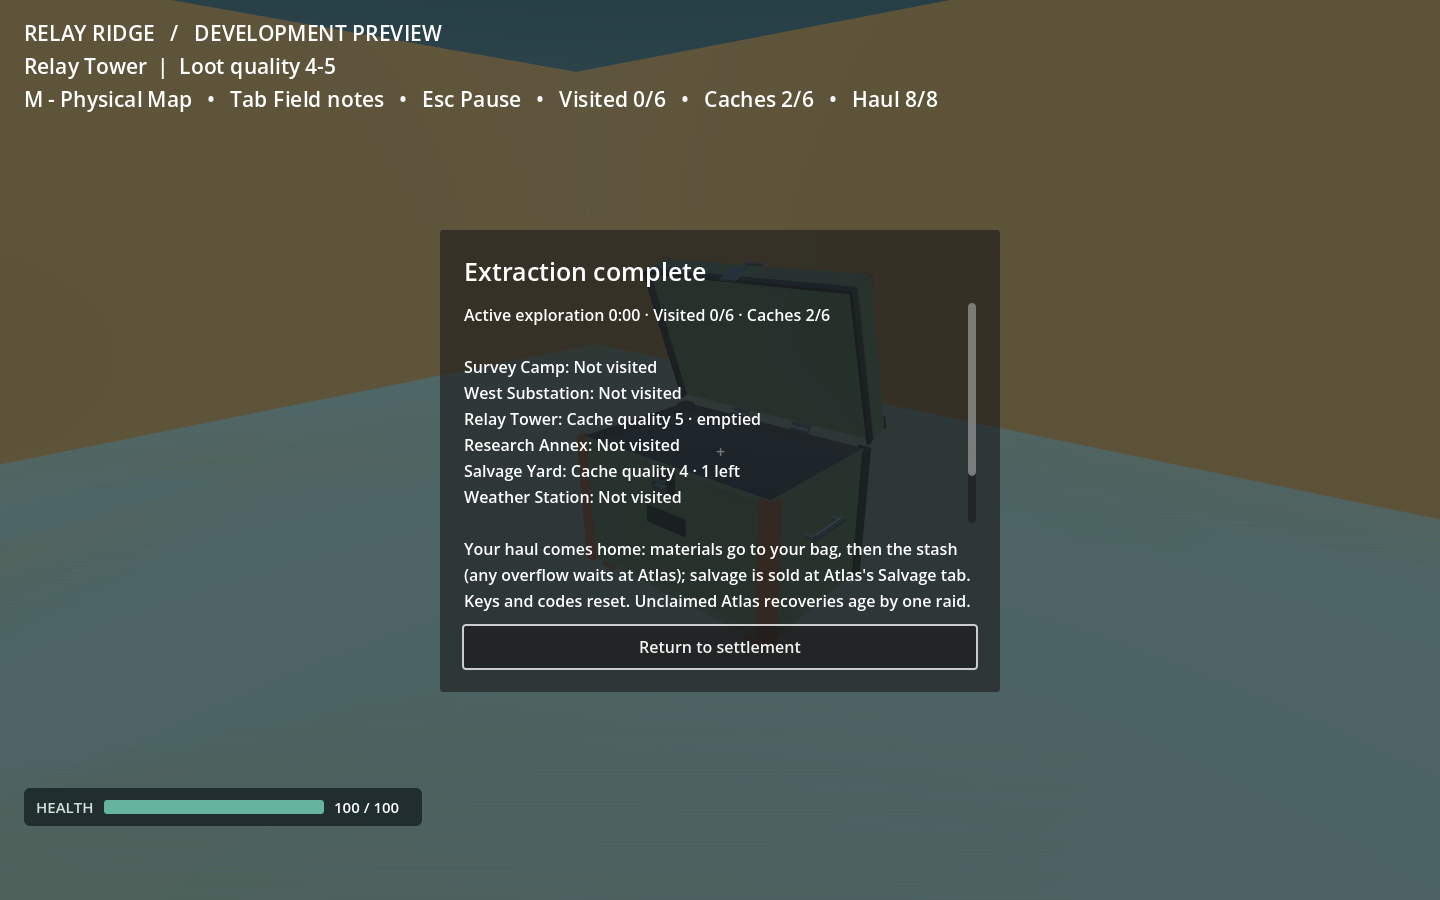 RELAY RIDGE / DEVELOPMENT PREVIEW
Relay Tower | Loot quality 4-5
M - Physical Map • Tab Field notes • Esc Pause • Visited 0/6 • Caches 2/6 • Haul 8/8
Extraction complete
Active exploration 0:00 · Visited 0/6 · Caches 2/6
Survey Camp: Not visited
West Substation: Not visited
Relay Tower: Cache quality 5 · emptied
Research Annex: Not visited
Salvage Yard: Cache quality 4 · 1 left
Weather Station: Not visited
Your haul comes home: materials go to your bag, then the stash
(any overflow waits at Atlas); salvage is sold at Atlas's Salvage tab.
Keys and codes reset. Unclaimed Atlas recoveries age by one raid.
Return to settlement
HEALTH 100 / 100